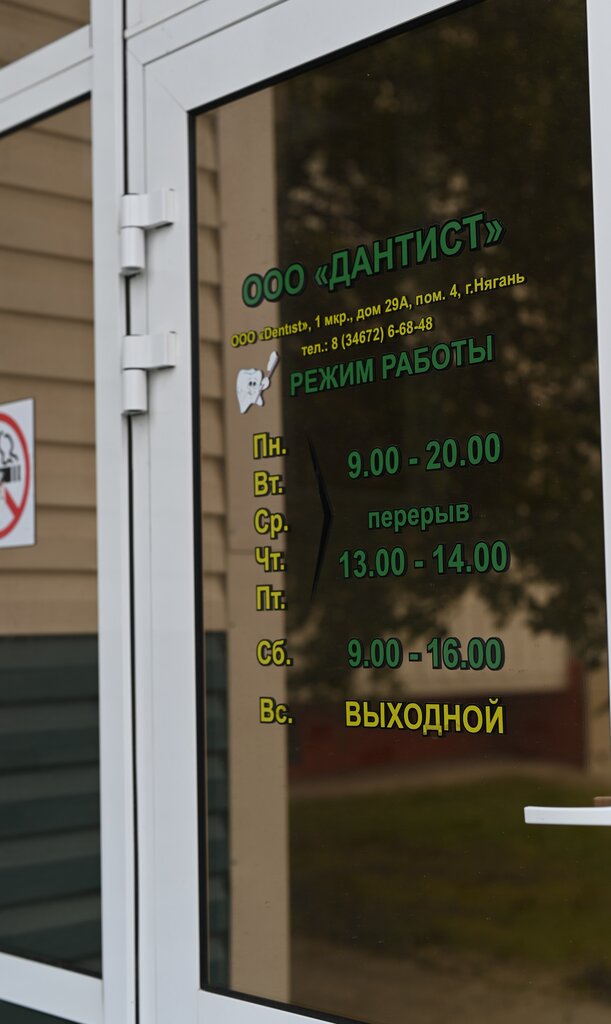 ООО «ДАНТИСТ»
ООО «Dentist», 1 мкр., дом 29А, пом. 4, г.Нягань
тел.: 8 (34672) 6-68-48
РЕЖИМ РАБОТЫ
Пн.
Вт.
Ср.
Чт.
Пт.
9.00 - 20.00
перерыв
13.00 - 14.00
Сб. 9.00 - 16.00
Вс. ВЫХОДНОЙ